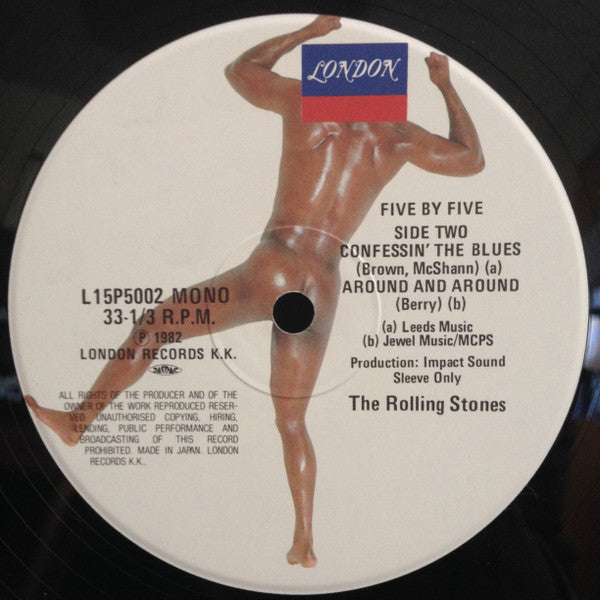 LONDON
FIVE BY FIVE
SIDE TWO
CONFESSIN' THE BLUES
(Brown, McShann) (a)
AROUND AND AROUND
(Berry) (b)
(a) Leeds Music
(b) Jewel Music/MCPS
Production: Impact Sound
Sleeve Only
The Rolling Stones
L15P5002 MONO
33-1/3 R.P.M.
Ⓟ 1982
LONDON RECORDS K.K.
ALL RIGHTS OF THE PRODUCER AND OF THE
OWNER OF THE WORK REPRODUCED RESER-
VED. UNAUTHORISED COPYING, HIRING,
LENDING, PUBLIC PERFORMANCE AND
BROADCASTING OF THIS RECORD
PROHIBITED. MADE IN JAPAN. LONDON
RECORDS K.K.,